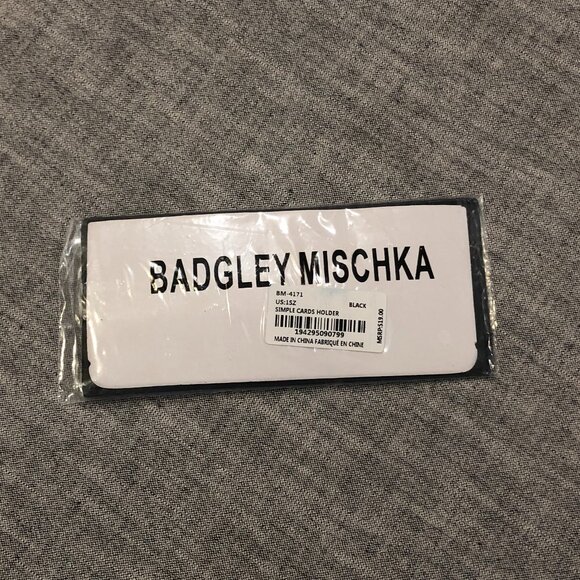 BADGLEY MISCHKA
BM-4171
US:1SZ BLACK
SIMPLE CARDS HOLDER
194295090799
MADE IN CHINA FABRIQUÉ EN CHINE
MSRP$19.00